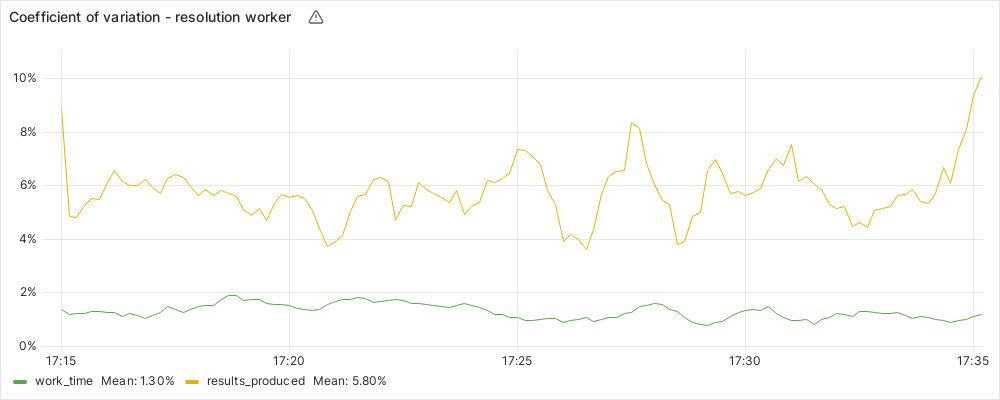 Coefficient of variation - resolution worker
10%
8%
6%
4%
2%
0%
17:15 17:20 17:25 17:30 17:35
work_time Mean: 1.30% results_produced Mean: 5.80%